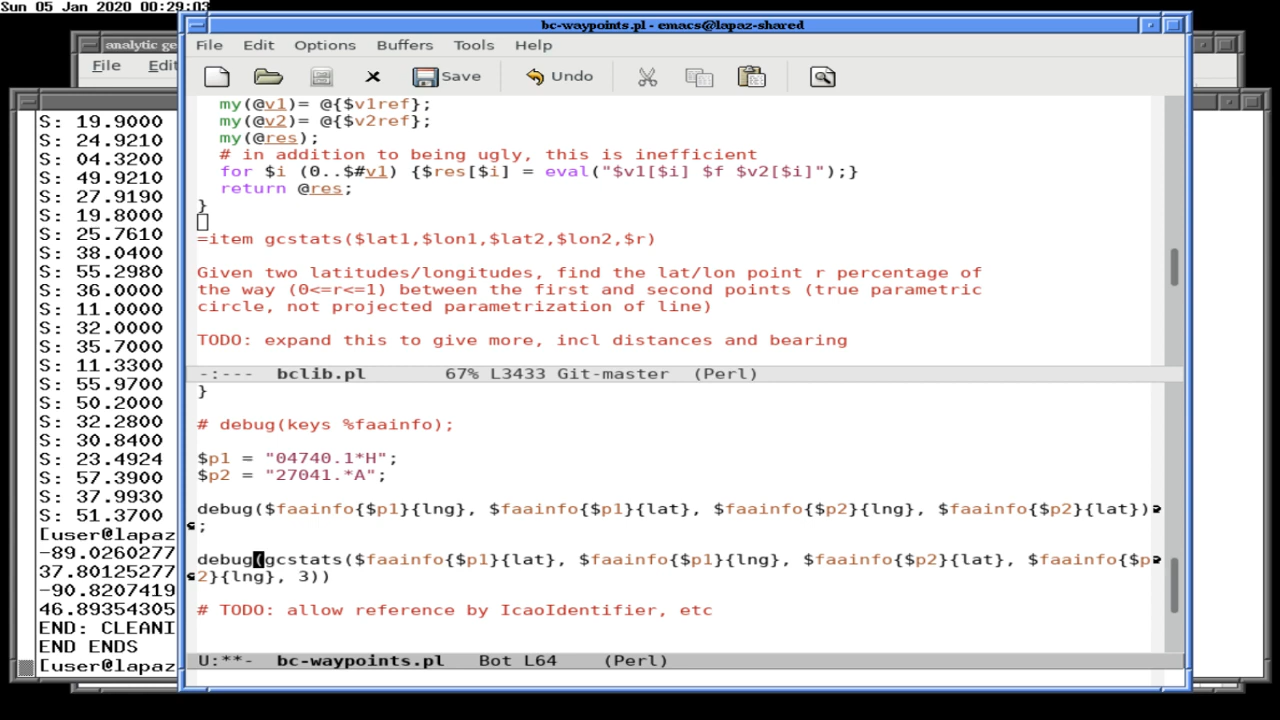 Sun 05 Jan 2020 00:29:03
bc-waypoints.pl - emacs@lapaz-shared
analytic ge
File Edit Options Buffers Tools Help
File Edit
Save Undo
my(@v1)= @{$v1ref};
my(@v2)= @{$v2ref};
my(@res);
# in addition to being ugly, this is inefficient
for $i (0..$#v1) {$res[$i] = eval("$v1[$i] $f $v2[$i]");}
return @res;
}
=item gcstats($lat1,$lon1,$lat2,$lon2,$r)
Given two latitudes/longitudes, find the lat/lon point r percentage of
the way (0<=r<=1) between the first and second points (true parametric
circle, not projected parametrization of line)
TODO: expand this to give more, incl distances and bearing
-:--- bclib.pl 67% L3433 Git-master (Perl)
}
# debug(keys %faainfo);
$p1 = "04740.1*H";
$p2 = "27041.*A";
debug($faainfo{$p1}{lng}, $faainfo{$p1}{lat}, $faainfo{$p2}{lng}, $faainfo{$p2}{lat})
;
debug(gcstats($faainfo{$p1}{lat}, $faainfo{$p1}{lng}, $faainfo{$p2}{lat}, $faainfo{$p
2}{lng}, 3))
# TODO: allow reference by IcaoIdentifier, etc
U:**- bc-waypoints.pl Bot L64 (Perl)
S: 19.9000
S: 24.9210
S: 04.3200
S: 49.9210
S: 27.9190
S: 19.8000
S: 25.7610
S: 38.0400
S: 55.2980
S: 36.0000
S: 11.0000
S: 32.0000
S: 35.7000
S: 11.3300
S: 55.9700
S: 50.2000
S: 32.2800
S: 30.8400
S: 23.4924
S: 57.3900
S: 37.9930
S: 51.3700
[user@lapaz
-89.0260277
37.80125277
-90.8207419
46.89354305
END: CLEANI
END ENDS
[user@lapaz